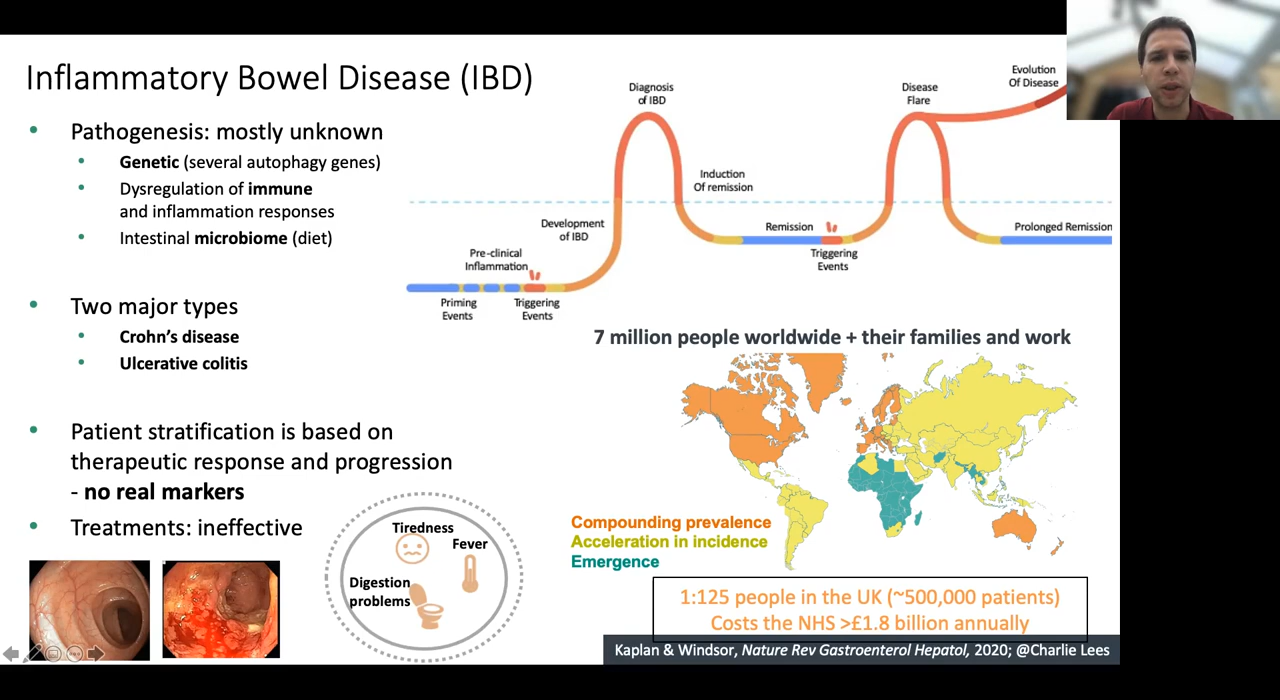 Inflammatory Bowel Disease (IBD)
• Pathogenesis: mostly unknown
• Genetic (several autophagy genes)
• Dysregulation of immune
and inflammation responses
• Intestinal microbiome (diet)
• Two major types
• Crohn's disease
• Ulcerative colitis
• Patient stratification is based on
therapeutic response and progression
- no real markers
• Treatments: ineffective
Tiredness
Fever
Digestion
problems
Diagnosis
of IBD
Disease
Flare
Evolution
Of Disease
Induction
Of remission
Development
of IBD
Remission
Prolonged Remission
Pre-clinical
Inflammation
Triggering
Events
Priming
Events
Triggering
Events
7 million people worldwide + their families and work
Compounding prevalence
Acceleration in incidence
Emergence
1:125 people in the UK (~500,000 patients)
Costs the NHS >£1.8 billion annually
Kaplan & Windsor, Nature Rev Gastroenterol Hepatol, 2020; @Charlie Lees